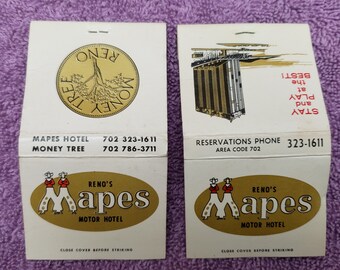 MONEY TREE
RENO
MAPES HOTEL 702 323-1611
MONEY TREE 702 786-3711
RENO'S
Mapes
MOTOR HOTEL
CLOSE COVER BEFORE STRIKING
STAY
and PLAY
at the
BEST!
RESERVATIONS PHONE 323-1611
AREA CODE 702
RENO'S
Mapes
MOTOR HOTEL
CLOSE COVER BEFORE STRIKING